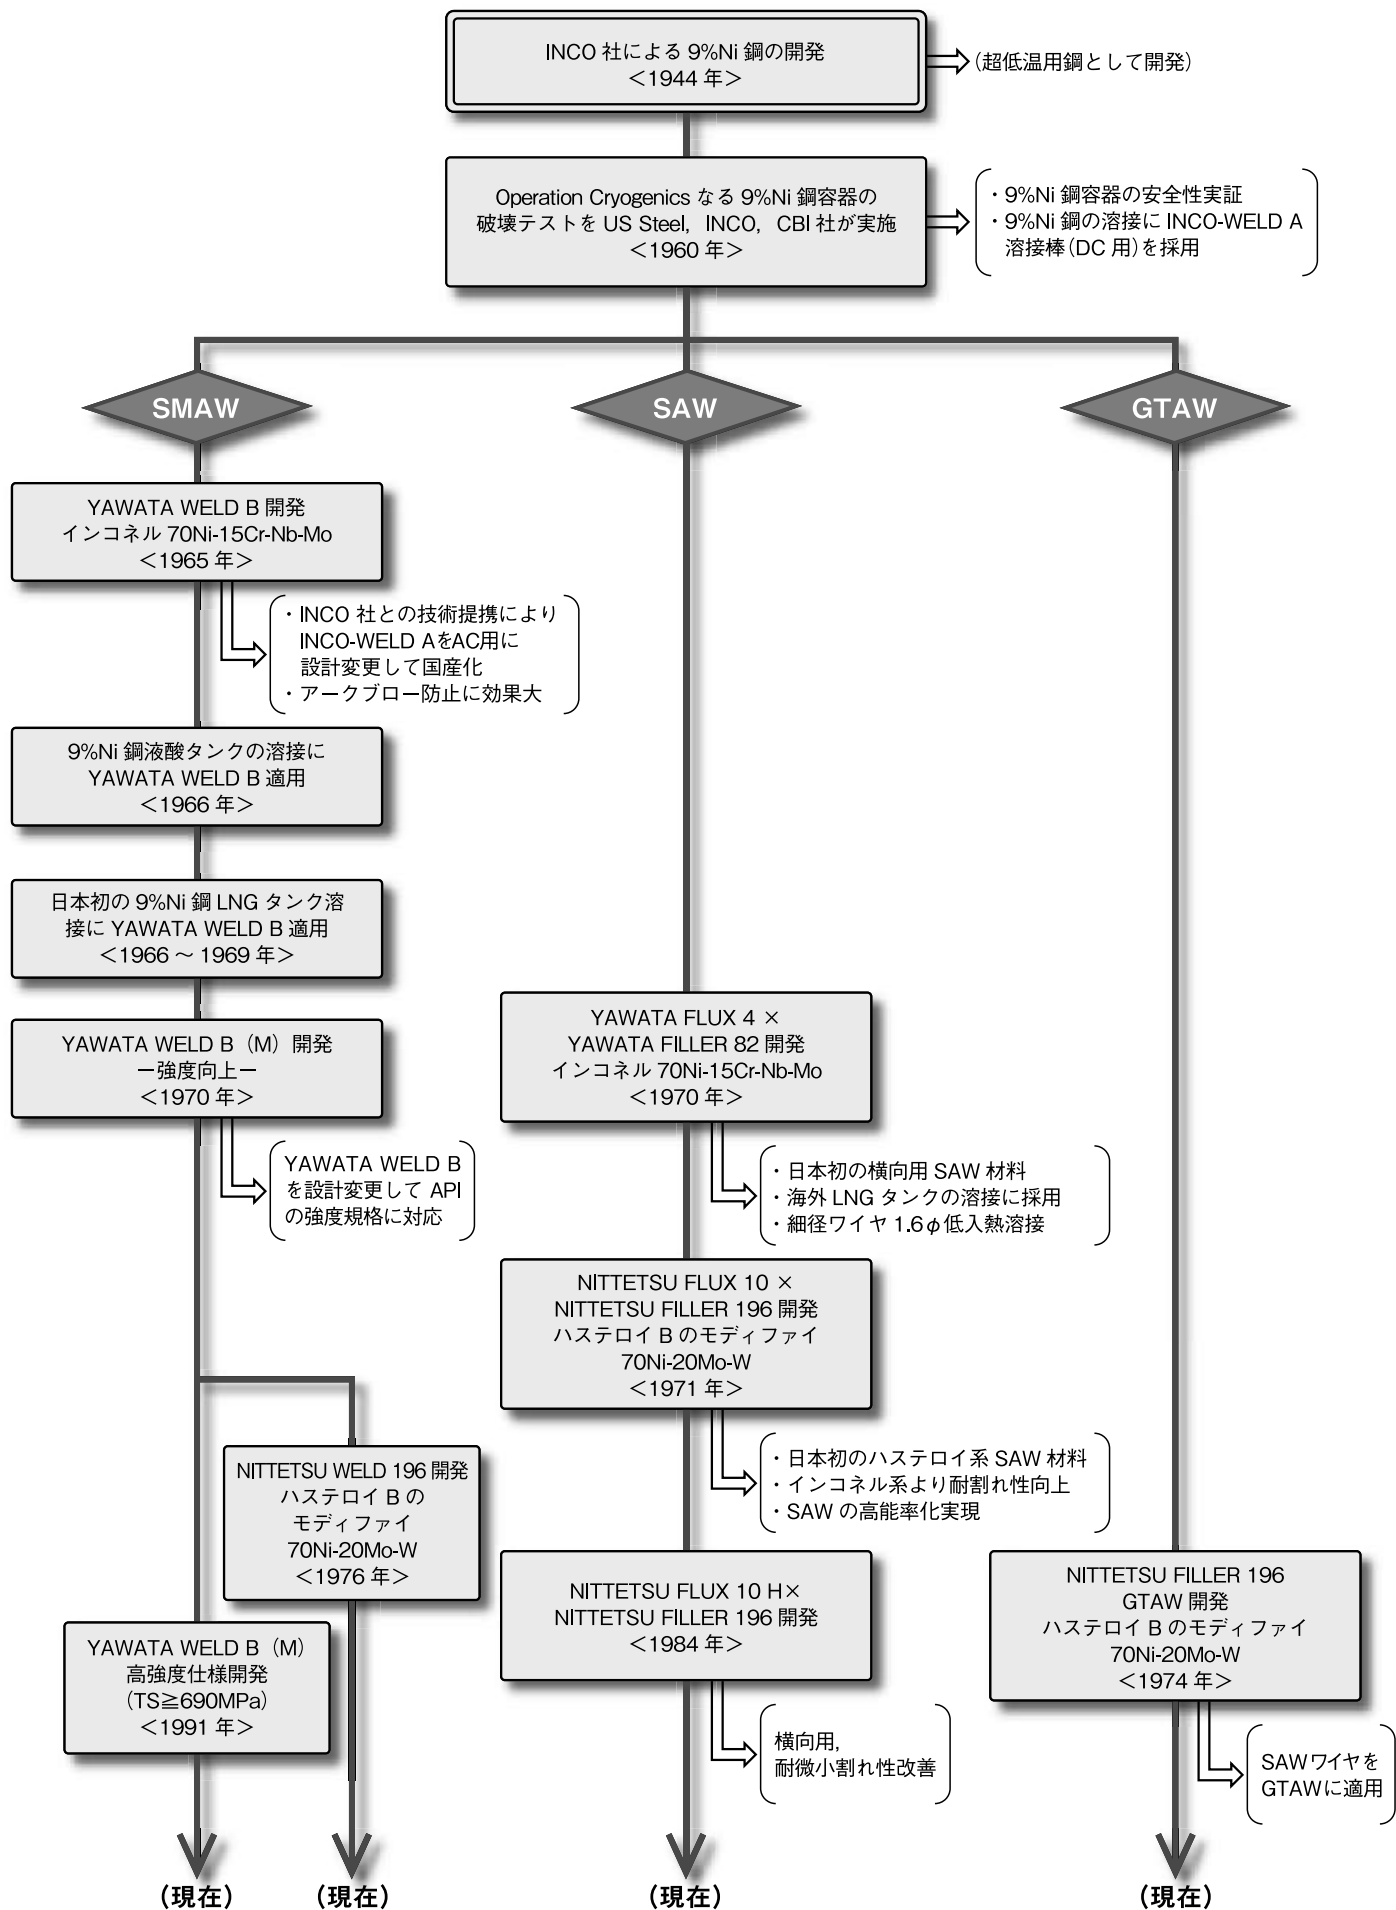 INCO 社による 9%Ni 鋼の開発
＜1944 年＞
(超低温用鋼として開発)
Operation Cryogenics なる 9%Ni 鋼容器の
破壊テストを US Steel, INCO, CBI 社が実施
＜1960 年＞
・9%Ni 鋼容器の安全性実証
・9%Ni 鋼の溶接に INCO-WELD A
溶接棒(DC 用)を採用
SMAW
SAW
GTAW
YAWATA WELD B 開発
インコネル 70Ni-15Cr-Nb-Mo
＜1965 年＞
・INCO 社との技術提携により
INCO-WELD AをAC用に
設計変更して国産化
・アークブロー防止に効果大
9%Ni 鋼液酸タンクの溶接に
YAWATA WELD B 適用
＜1966 年＞
日本初の 9%Ni 鋼 LNG タンク溶
接に YAWATA WELD B 適用
＜1966 ～ 1969 年＞
YAWATA WELD B（M）開発
ー強度向上ー
＜1970 年＞
YAWATA WELD B
を設計変更して API
の強度規格に対応
YAWATA FLUX 4 ×
YAWATA FILLER 82 開発
インコネル 70Ni-15Cr-Nb-Mo
＜1970 年＞
・日本初の横向用 SAW 材料
・海外 LNG タンクの溶接に採用
・細径ワイヤ 1.6φ低入熱溶接
NITTETSU FLUX 10 ×
NITTETSU FILLER 196 開発
ハステロイ B のモディファイ
70Ni-20Mo-W
＜1971 年＞
・日本初のハステロイ系 SAW 材料
・インコネル系より耐割れ性向上
・SAW の高能率化実現
NITTETSU WELD 196 開発
ハステロイ B の
モディファイ
70Ni-20Mo-W
＜1976 年＞
YAWATA WELD B（M）
高強度仕様開発
（TS≧690MPa）
＜1991 年＞
NITTETSU FLUX 10 H×
NITTETSU FILLER 196 開発
＜1984 年＞
横向用,
耐微小割れ性改善
NITTETSU FILLER 196
GTAW 開発
ハステロイ B のモディファイ
70Ni-20Mo-W
＜1974 年＞
SAWワイヤを
GTAWに適用
(現在)
(現在)
(現在)
(現在)